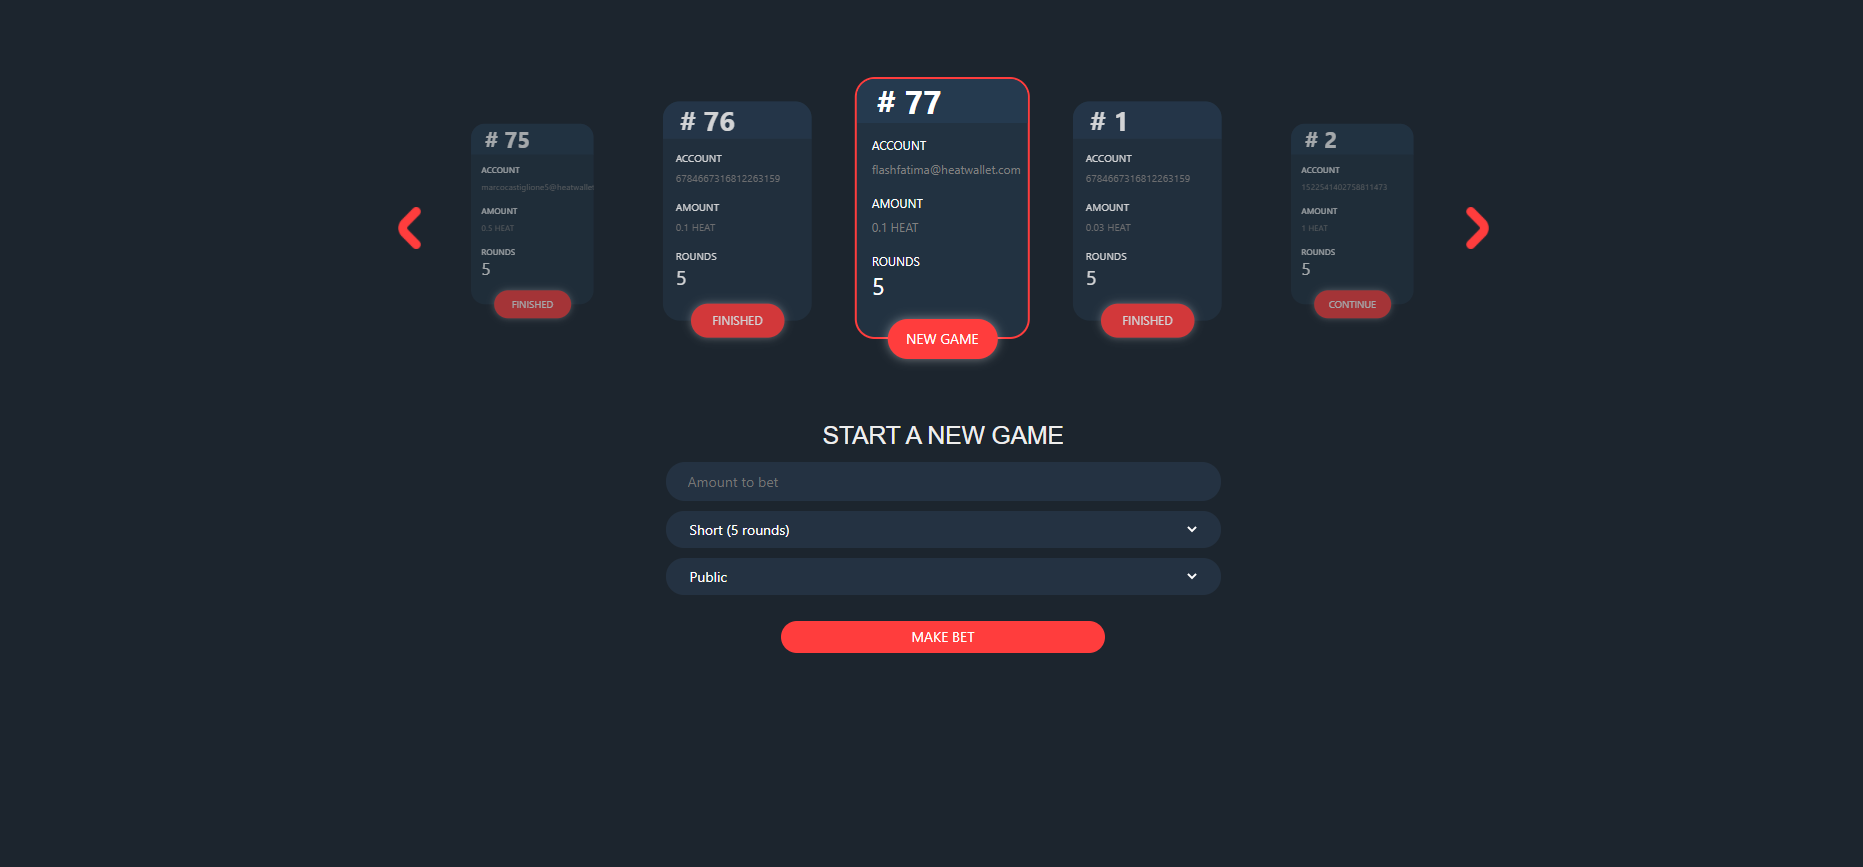 # 75
ACCOUNT
marcocastiglione5@heatwallet
AMOUNT
0.5 HEAT
ROUNDS
5
FINISHED
# 76
ACCOUNT
6784667316812263159
AMOUNT
0.1 HEAT
ROUNDS
5
FINISHED
# 77
ACCOUNT
flashfatima@heatwallet.com
AMOUNT
0.1 HEAT
ROUNDS
5
NEW GAME
# 1
ACCOUNT
6784667316812263159
AMOUNT
0.03 HEAT
ROUNDS
5
FINISHED
# 2
ACCOUNT
1522541402758811473
AMOUNT
1 HEAT
ROUNDS
5
CONTINUE
START A NEW GAME
Amount to bet
Short (5 rounds)
Public
MAKE BET